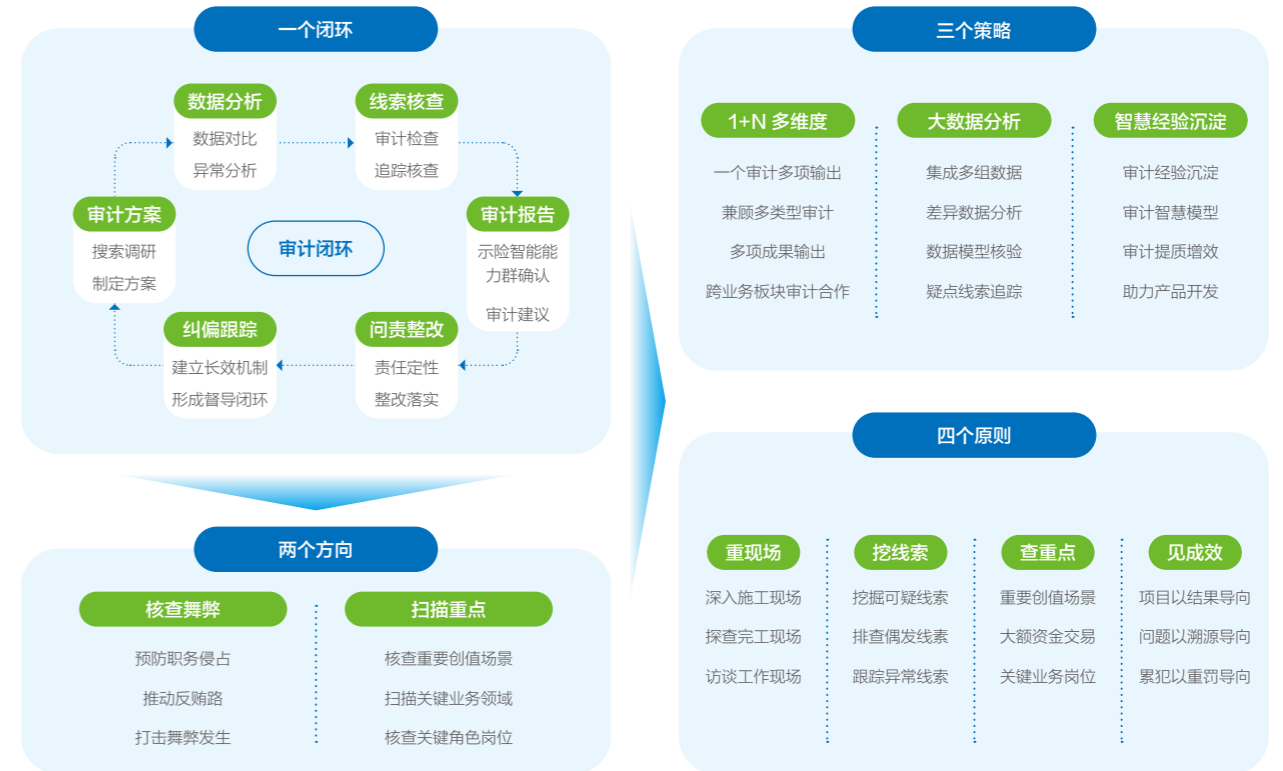 一个闭环
数据分析
数据对比
异常分析
线索核查
审计检查
追踪核查
审计方案
搜索调研
制定方案
审计闭环
审计报告
示险智能能
力群确认
审计建议
纠偏跟踪
建立长效机制
形成督导闭环
问责整改
责任定性
整改落实
两个方向
核查舞弊
预防职务侵占
推动反贿路
打击舞弊发生
扫描重点
核查重要创值场景
扫描关键业务领域
核查关键角色岗位
三个策略
1+N 多维度
一个审计多项输出
兼顾多类型审计
多项成果输出
跨业务板块审计合作
大数据分析
集成多组数据
差异数据分析
数据模型核验
疑点线索追踪
智慧经验沉淀
审计经验沉淀
审计智慧模型
审计提质增效
助力产品开发
四个原则
重现场
深入施工现场
探查完工现场
访谈工作现场
挖线索
挖掘可疑线索
排查偶发线素
跟踪异常线索
查重点
重要创值场景
大额资金交易
关键业务岗位
见成效
项目以结果导向
问题以溯源导向
累犯以重罚导向